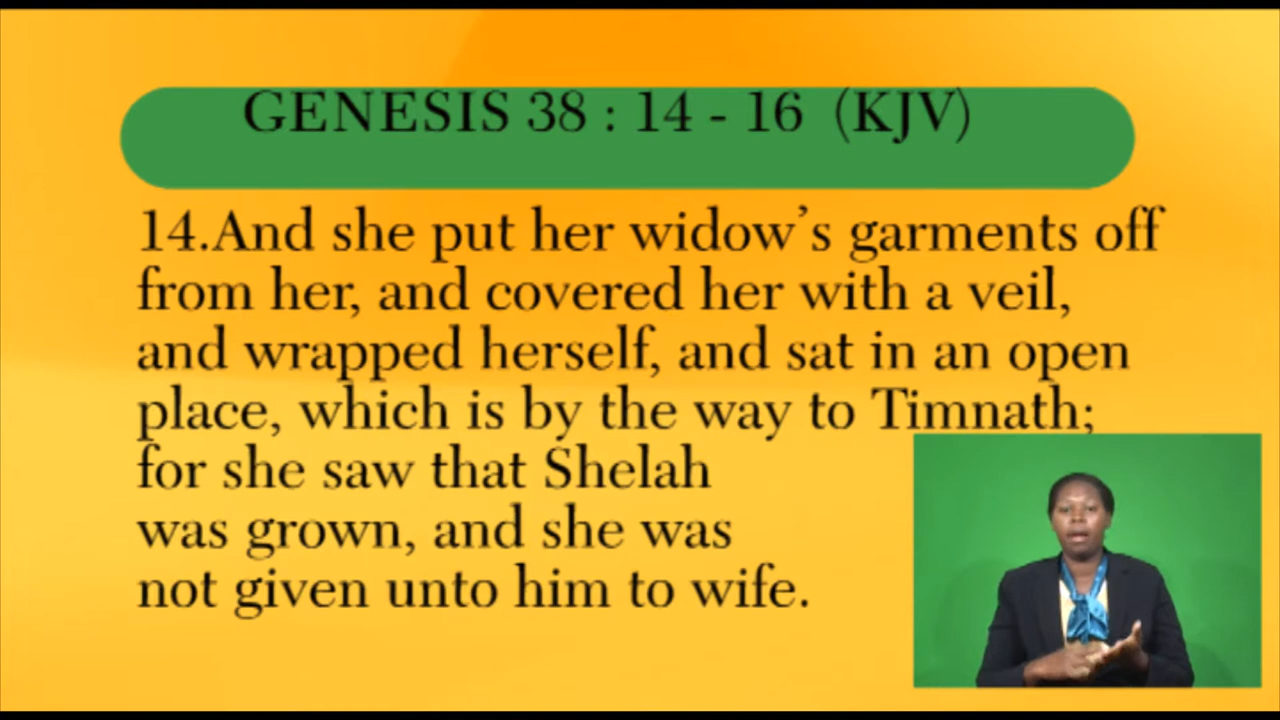 GENESIS 38 : 14 - 16 (KJV)
14.And she put her widow’s garments off
from her, and covered her with a veil,
and wrapped herself, and sat in an open
place, which is by the way to Timnath;
for she saw that Shelah
was grown, and she was
not given unto him to wife.